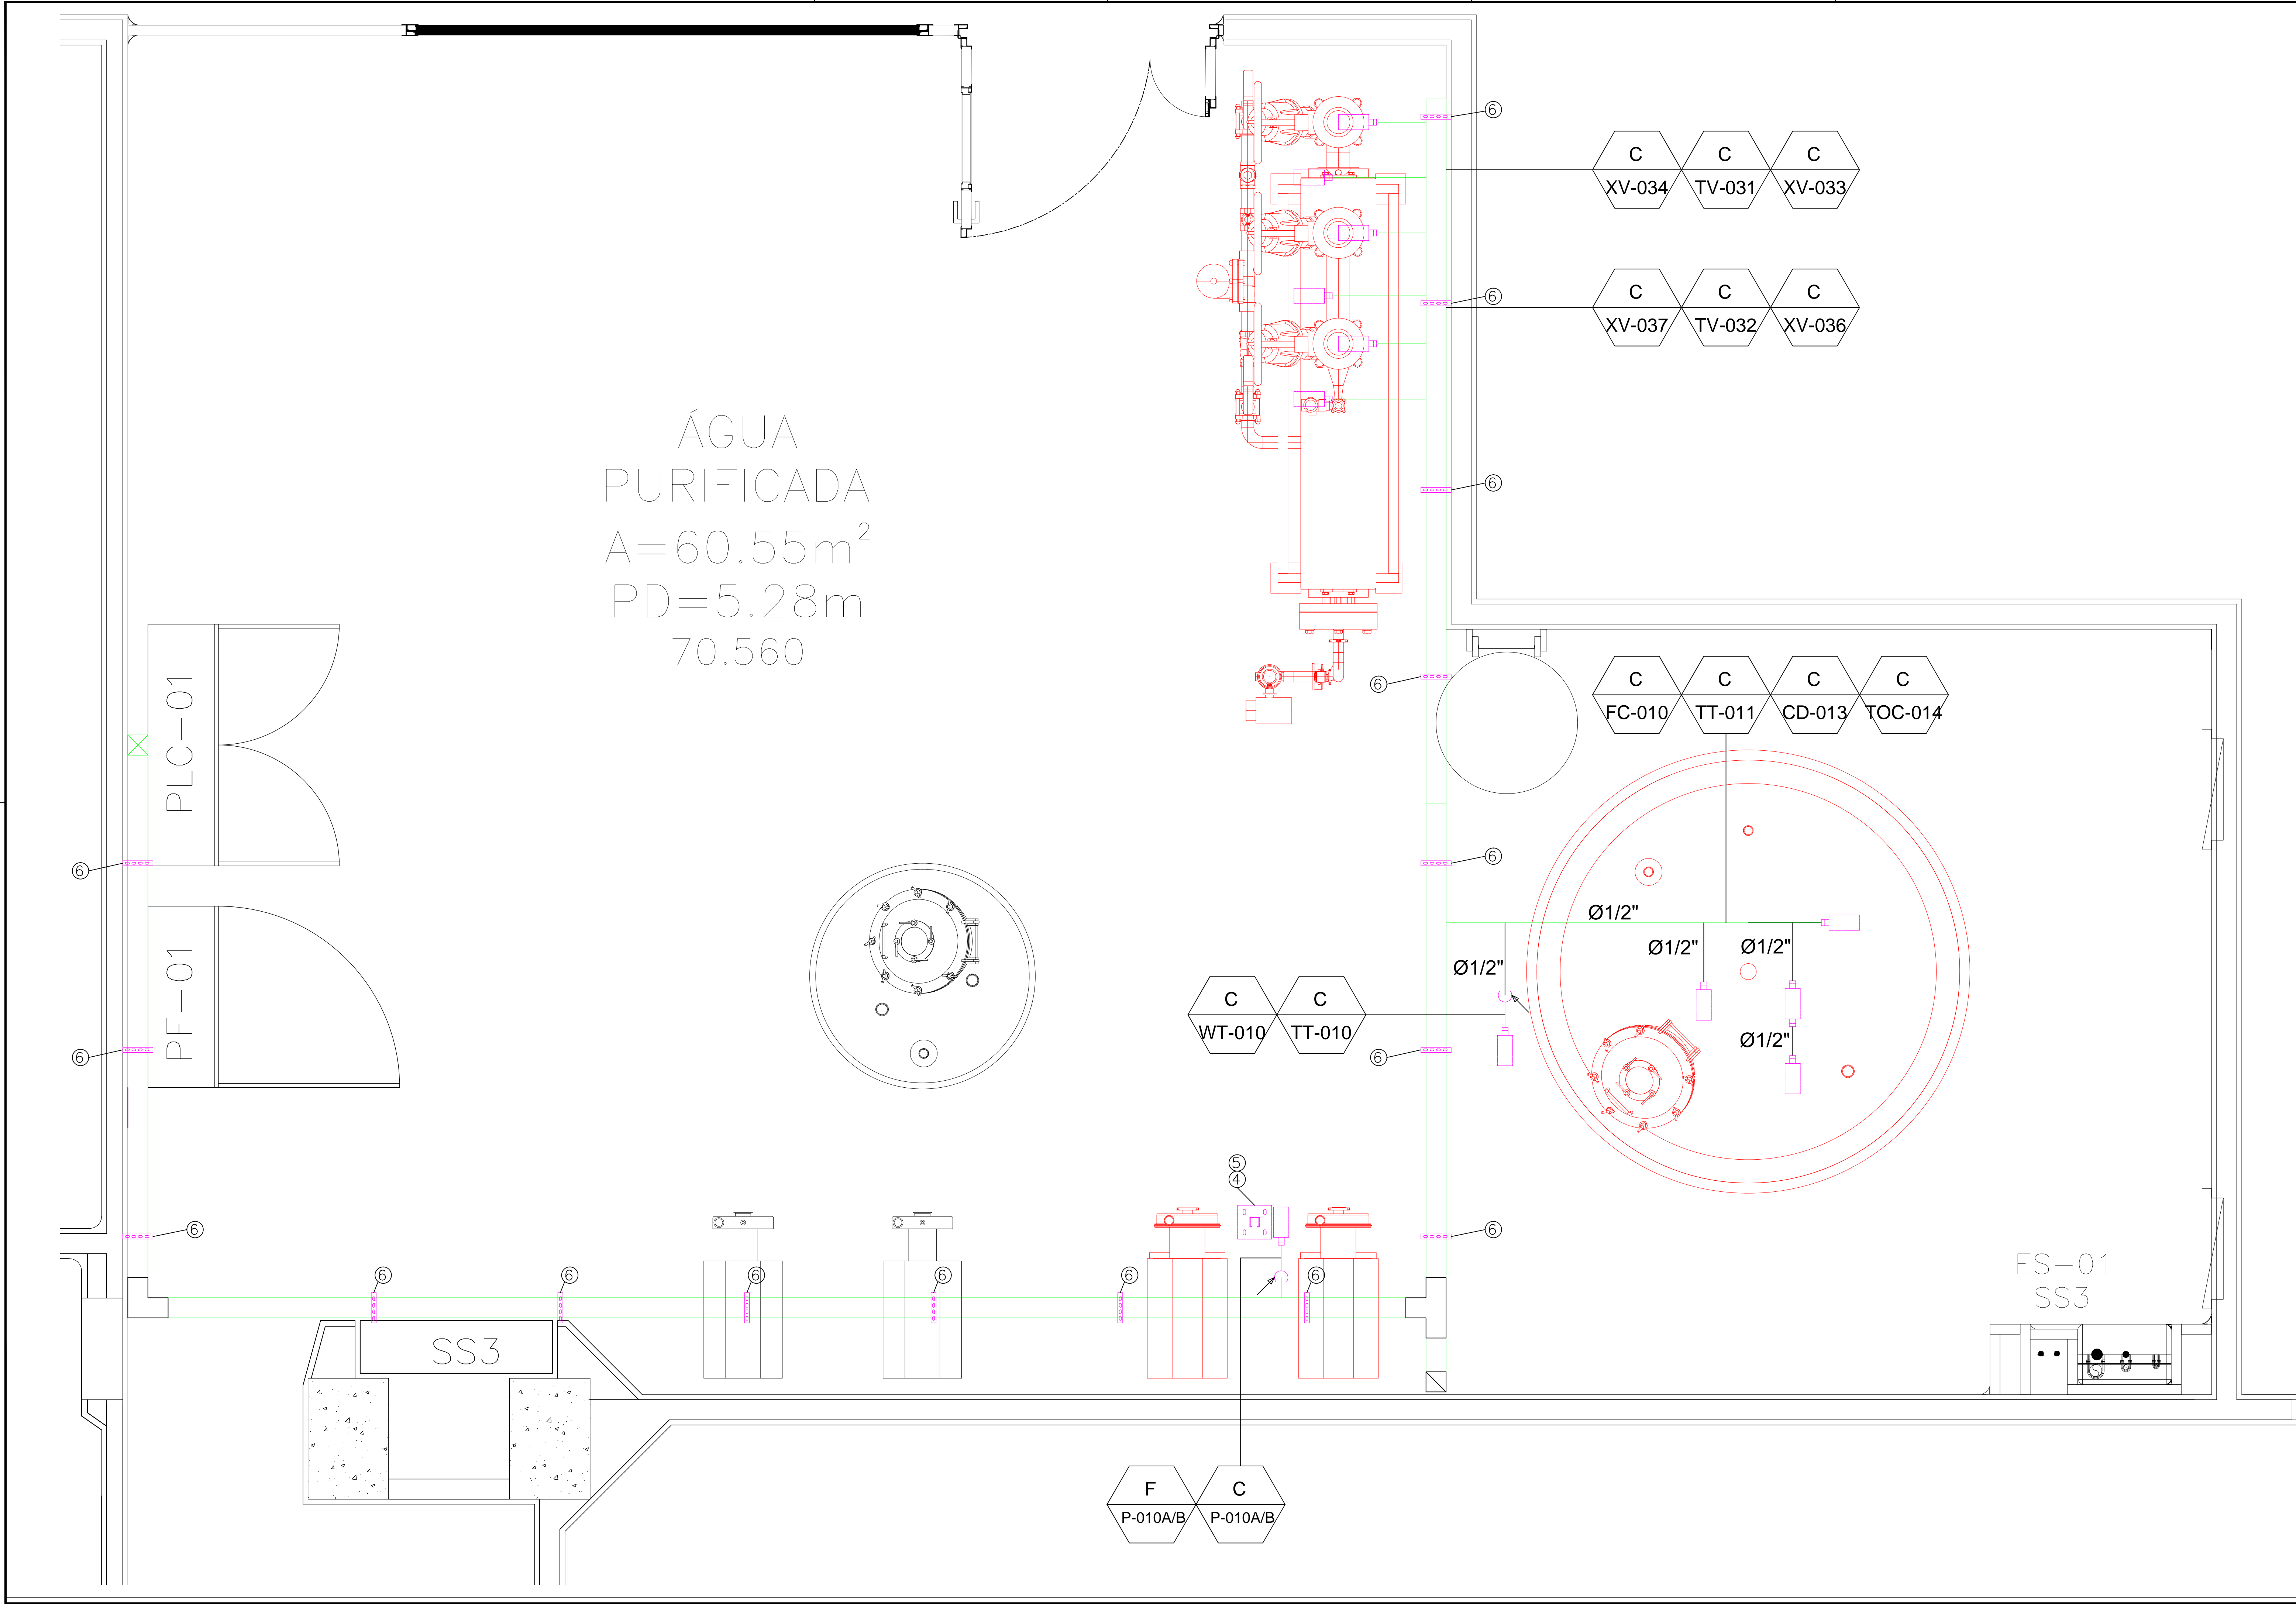 6
C C C
XV-034 TV-031 XV-033
6
C C C
XV-037 TV-032 XV-036
ÁGUA
PURIFICADA
A=60.55m²
PD=5.28m
70.560
6
PLC-01
6
C C C C
FC-010 TT-011 CD-013 TOC-014
6
6
Ø1/2"
Ø1/2"
Ø1/2"
Ø1/2"
PF-01
C C
WT-010 TT-010
Ø1/2"
6
6
5
4
6
6
ES-01
SS3
6
6
6
6
6
6
SS3
F C
P-010A/B P-010A/B